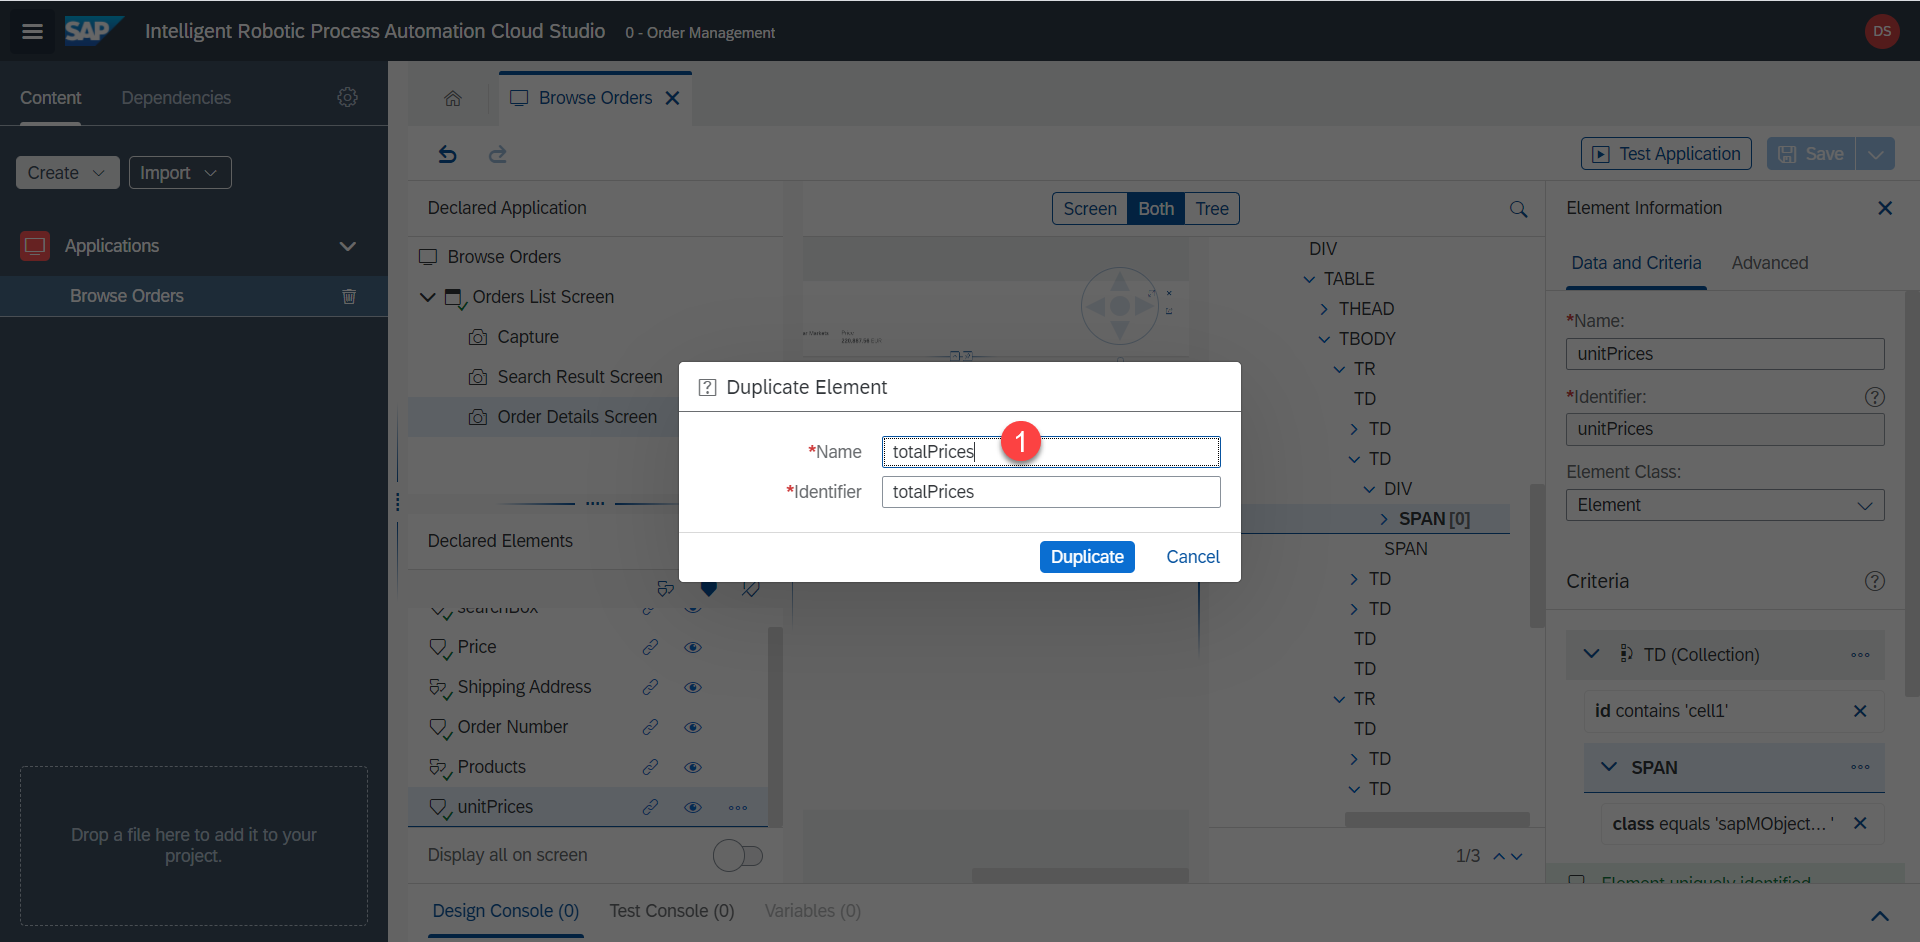 SAP
Intelligent Robotic Process Automation Cloud Studio
0 - Order Management
DS
Content
Dependencies
Create
Import
Applications
Browse Orders
Drop a file here to add it to your
project.
Browse Orders
Test Application
Save
Declared Application
Browse Orders
Orders List Screen
Capture
Search Result Screen
Order Details Screen
Declared Elements
searchBox
Price
Shipping Address
Order Number
Products
unitPrices
Display all on screen
Screen
Both
Tree
Price
DIV
TABLE
THEAD
TBODY
TR
TD
TD
TD
DIV
SPAN [0]
SPAN
TD
TD
TD
TD
TR
TD
TD
TD
1/3
Duplicate Element
*Name
totalPrices
1
*Identifier
totalPrices
Duplicate
Cancel
Element Information
Data and Criteria
Advanced
*Name:
unitPrices
*Identifier:
unitPrices
Element Class:
Element
Criteria
TD (Collection)
id contains 'cell1'
SPAN
class equals 'sapMObject... '
Element uniquely identified
Design Console (0)
Test Console (0)
Variables (0)